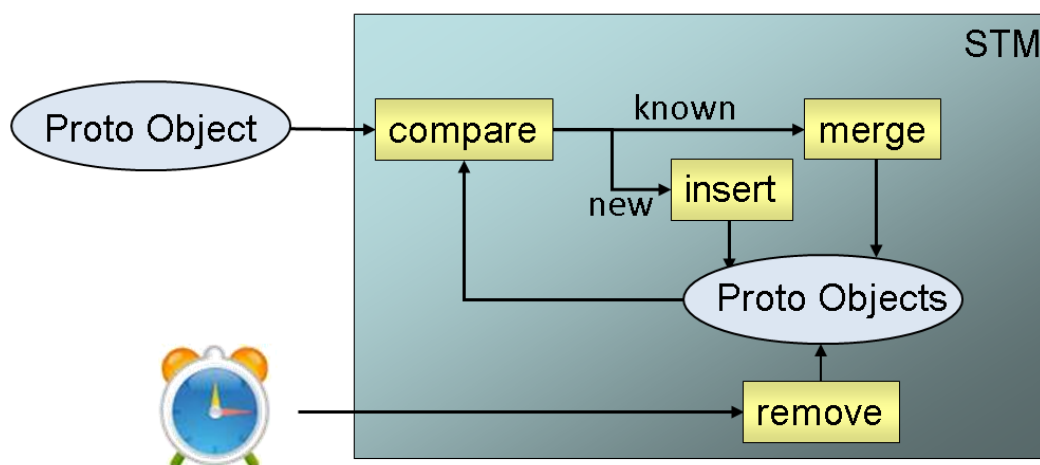 STM
Proto Object
compare
known
merge
new
insert
Proto Objects
remove